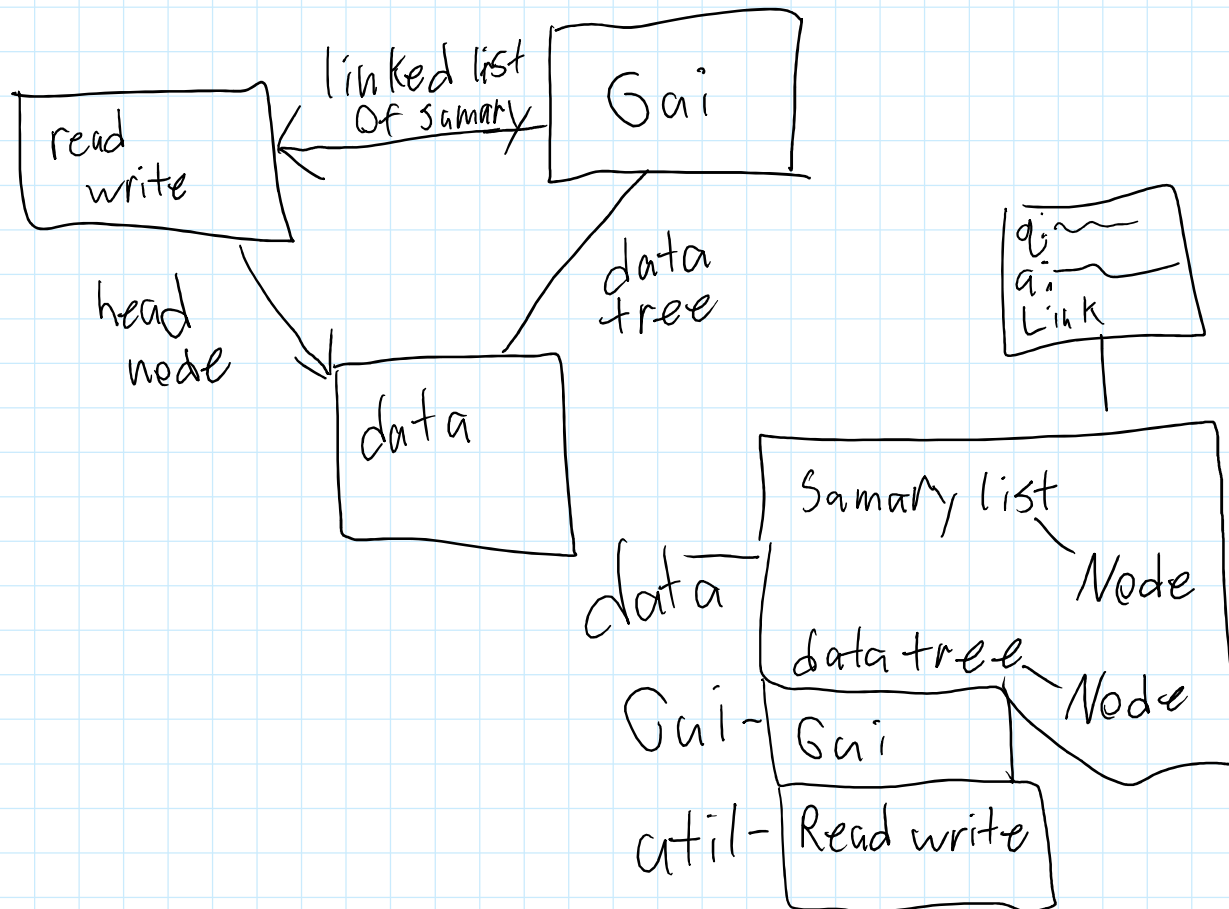 linked list
Of samary
Gai
read
write
head
node
data
tree
data
q:
a:
Link
Samary list
Node
data
data tree
Node
Gui -
Gui
util -
Read write